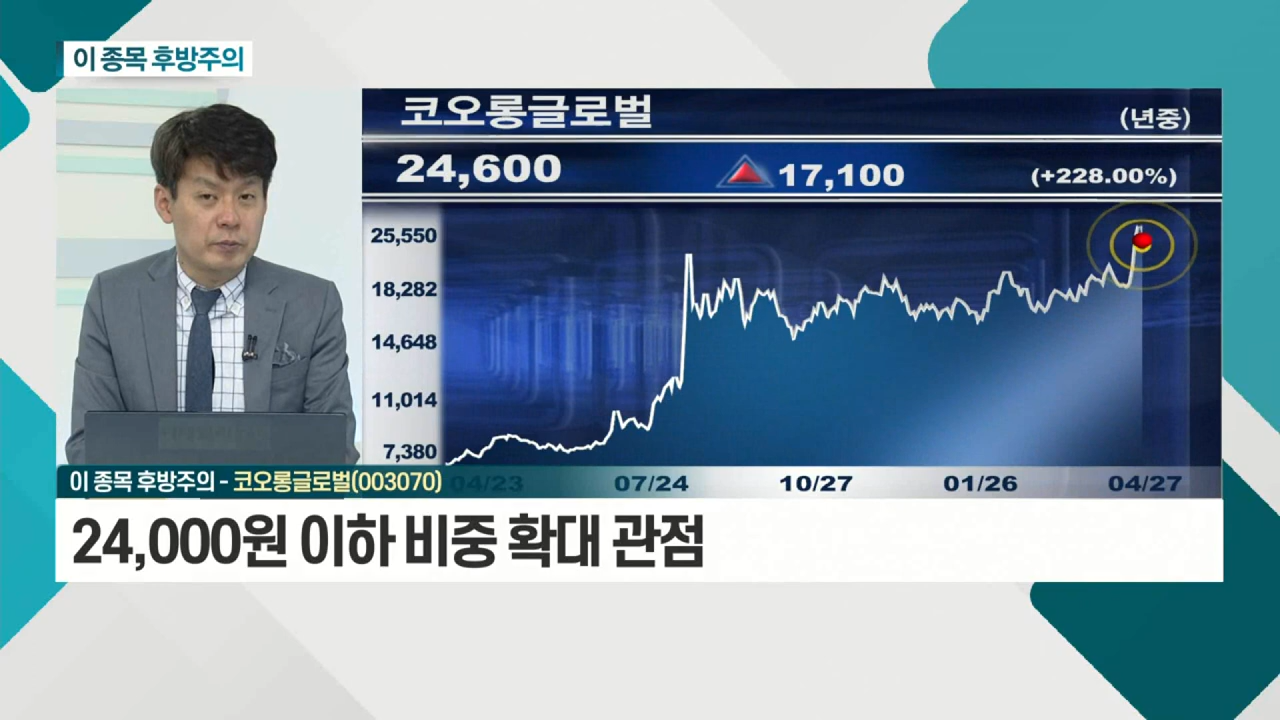 이 종목 후방주의
코오롱글로벌
(년중)
24,600
17,100
(+228.00%)
25,550
18,282
14,648
11,014
7,380
04/23
07/24
10/27
01/26
04/27
이 종목 후방주의 - 코오롱글로벌(003070)
24,000원 이하 비중 확대 관점